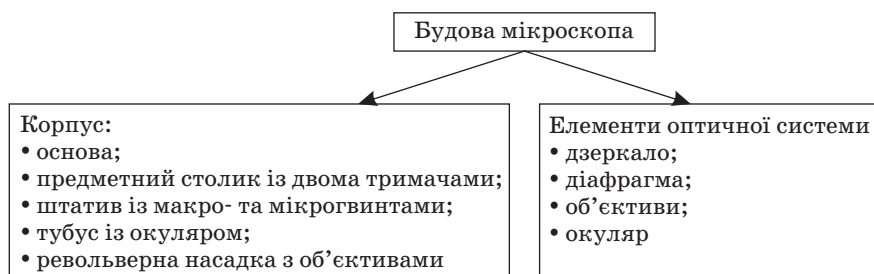 Будова мікроскопа
Корпус:
• основа;
• предметний столик із двома тримачами;
• штатив із макро- та мікрогвинтами;
• тубус із окуляром;
• револьверна насадка з об’єктивами
Елементи оптичної системи
• дзеркало;
• діафрагма;
• об’єктиви;
• окуляр